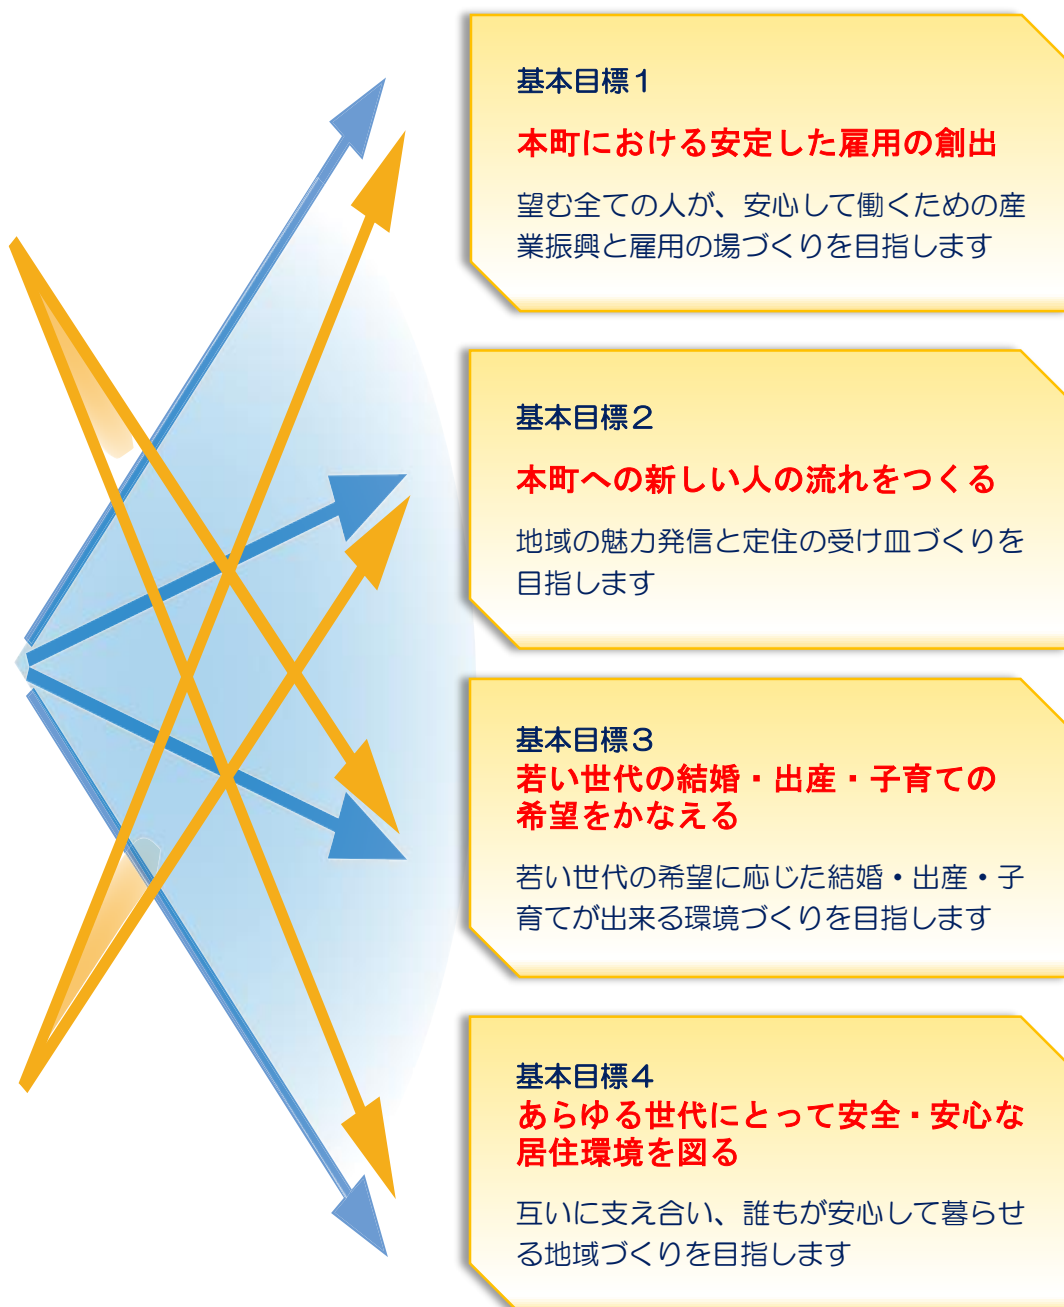 基本目標１
本町における安定した雇用の創出
望む全ての人が、安心して働くための産
業振興と雇用の場づくりを目指します
基本目標２
本町への新しい人の流れをつくる
地域の魅力発信と定住の受け皿づくりを
目指します
基本目標３
若い世代の結婚・出産・子育ての
希望をかなえる
若い世代の希望に応じた結婚・出産・子
育てが出来る環境づくりを目指します
基本目標４
あらゆる世代にとって安全・安心な
居住環境を図る
互いに支え合い、誰もが安心して暮らせ
る地域づくりを目指します